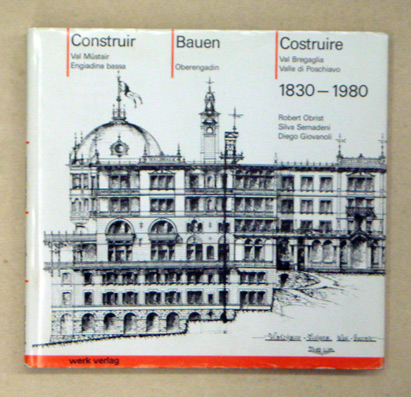 Construir
Val Müstair
Engiadina bassa
Bauen
Oberengadin
Costruire
Val Bregaglia
Valle di Poschiavo
1830–1980
Robert Obrist
Silva Semadeni
Diego Giovanoli
werk verlag